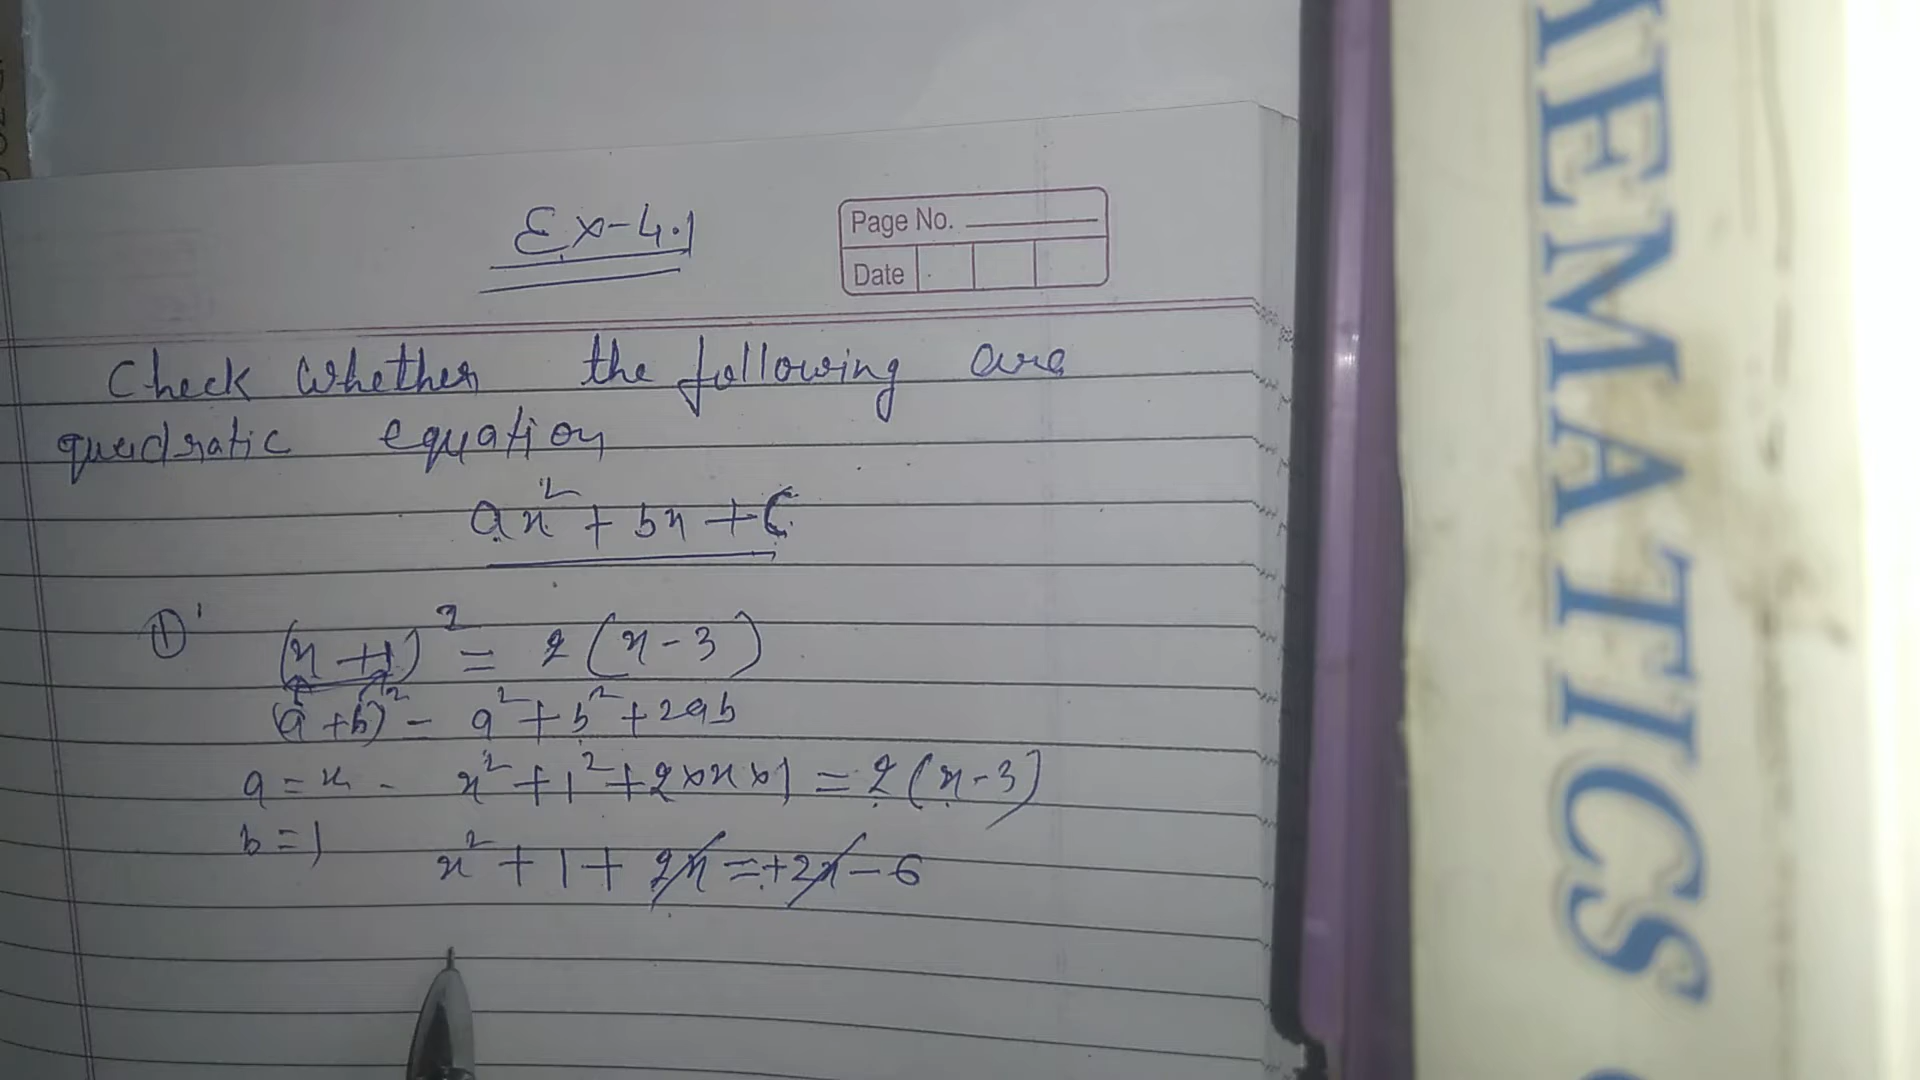 Ex-4.1
Page No.
Date
Check Whether the following are
quadratic equation
ax² + bx + C
① (x + 1)² = 2 (x - 3)
(a + b)² - a² + b² + 2ab
a = x - x² + 1² + 2 × x × 1 = 2 (x - 3)
b = 1 x² + 1 + 2x = +2x - 6
EMATICS